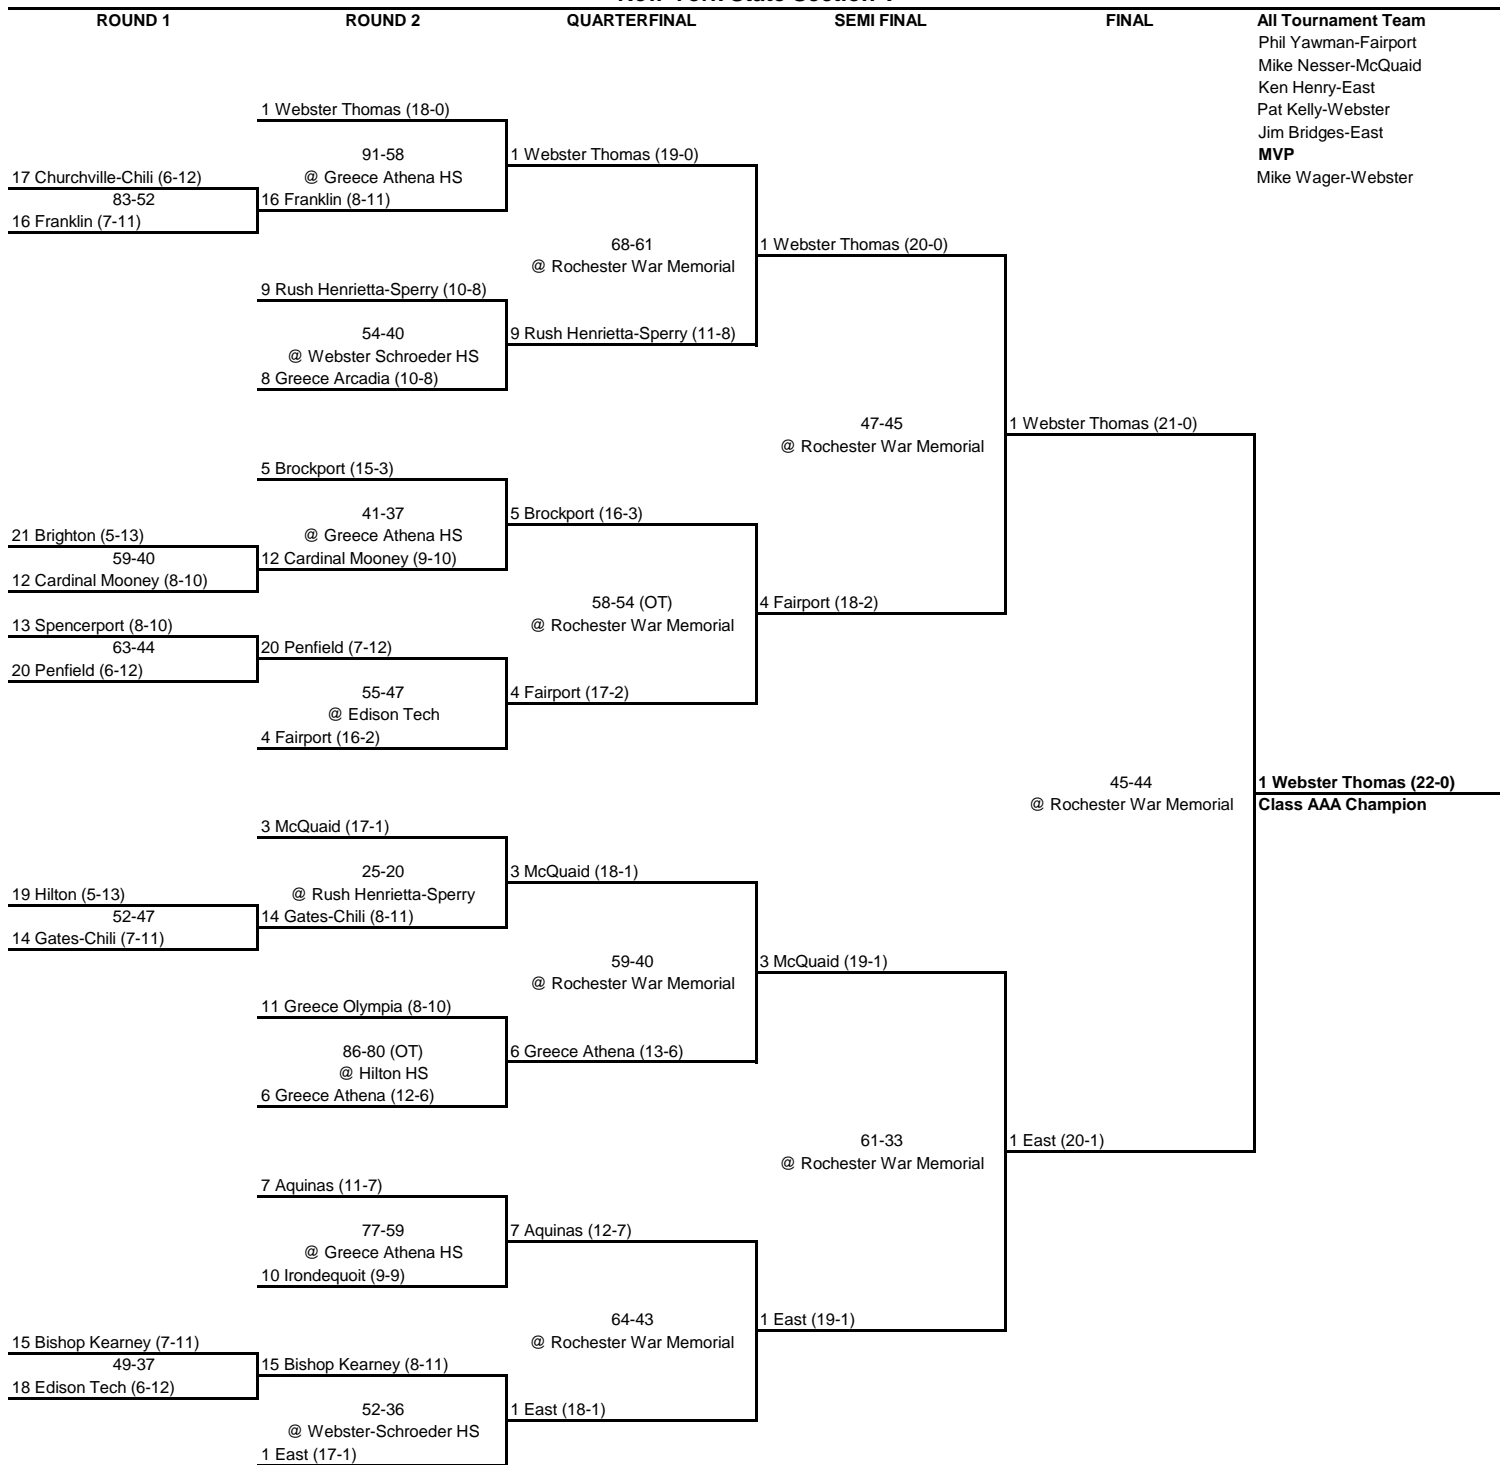 New York State Section V
ROUND 1 ROUND 2 QUARTERFINAL SEMI FINAL FINAL All Tournament Team
Phil Yawman-Fairport
Mike Nesser-McQuaid
Ken Henry-East
1 Webster Thomas (18-0) Pat Kelly-Webster
Jim Bridges-East
91-58 1 Webster Thomas (19-0) MVP
17 Churchville-Chili (6-12) @ Greece Athena HS Mike Wager-Webster
83-52 16 Franklin (8-11)
16 Franklin (7-11)
68-61 1 Webster Thomas (20-0)
@ Rochester War Memorial
9 Rush Henrietta-Sperry (10-8)
54-40 9 Rush Henrietta-Sperry (11-8)
@ Webster Schroeder HS
8 Greece Arcadia (10-8)
47-45 1 Webster Thomas (21-0)
@ Rochester War Memorial
5 Brockport (15-3)
41-37 5 Brockport (16-3)
21 Brighton (5-13) @ Greece Athena HS
59-40 12 Cardinal Mooney (9-10)
12 Cardinal Mooney (8-10)
58-54 (OT) 4 Fairport (18-2)
13 Spencerport (8-10) @ Rochester War Memorial
63-44 20 Penfield (7-12)
20 Penfield (6-12)
55-47 4 Fairport (17-2)
@ Edison Tech
4 Fairport (16-2)
45-44 1 Webster Thomas (22-0)
@ Rochester War Memorial Class AAA Champion
3 McQuaid (17-1)
25-20 3 McQuaid (18-1)
19 Hilton (5-13) @ Rush Henrietta-Sperry
52-47 14 Gates-Chili (8-11)
14 Gates-Chili (7-11)
59-40 3 McQuaid (19-1)
@ Rochester War Memorial
11 Greece Olympia (8-10)
86-80 (OT) 6 Greece Athena (13-6)
@ Hilton HS
6 Greece Athena (12-6)
61-33 1 East (20-1)
@ Rochester War Memorial
7 Aquinas (11-7)
77-59 7 Aquinas (12-7)
@ Greece Athena HS
10 Irondequoit (9-9)
64-43 1 East (19-1)
15 Bishop Kearney (7-11) @ Rochester War Memorial
49-37 15 Bishop Kearney (8-11)
18 Edison Tech (6-12)
52-36 1 East (18-1)
@ Webster-Schroeder HS
1 East (17-1)